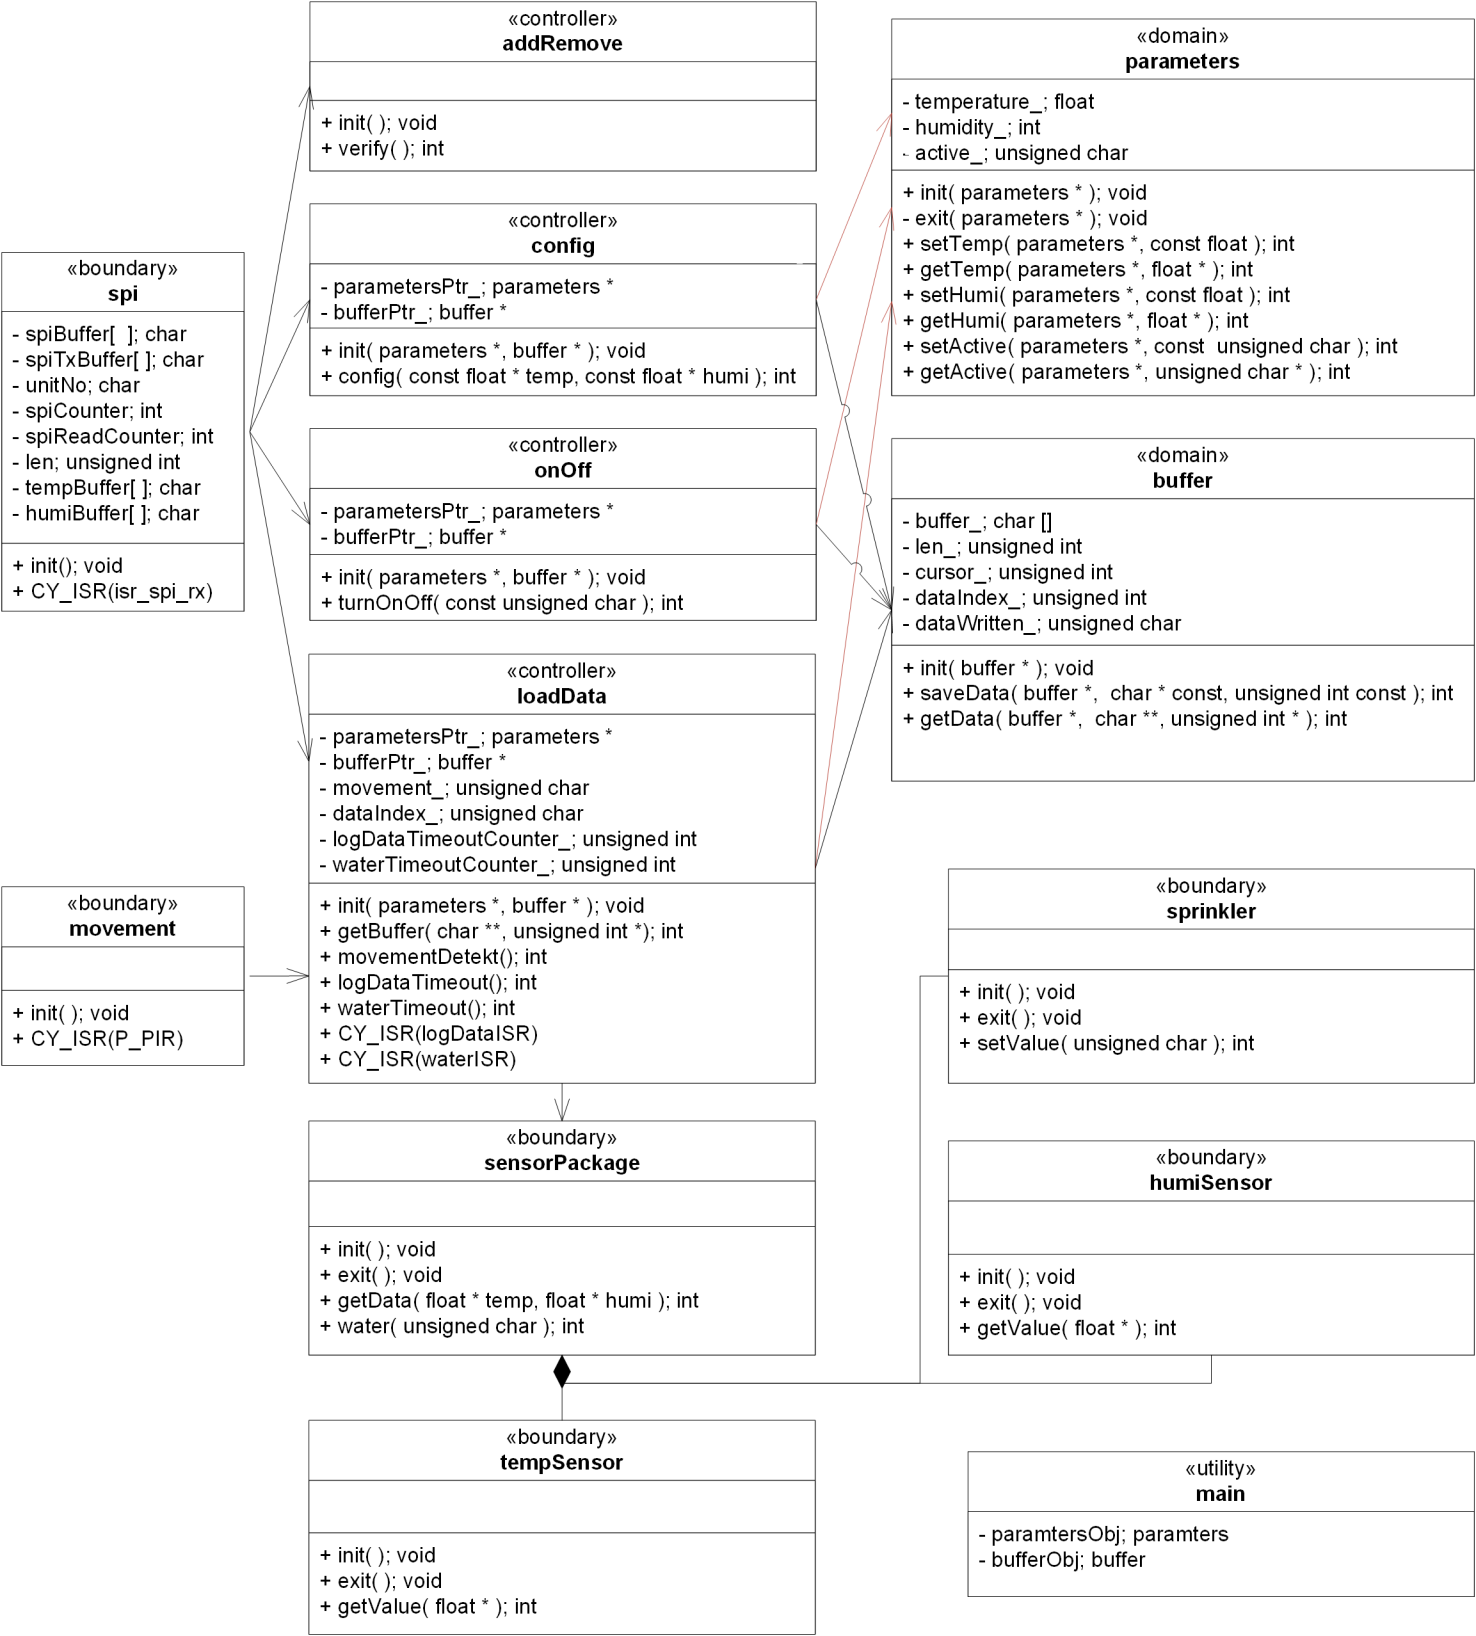 «controller»
addRemove
+ init( ); void
+ verify( ); int
«domain»
parameters
- temperature_; float
- humidity_; int
- active_; unsigned char
+ init( parameters * ); void
- exit( parameters * ); void
+ setTemp( parameters *, const float ); int
+ getTemp( parameters *, float * ); int
+ setHumi( parameters *, const float ); int
+ getHumi( parameters *, float * ); int
+ setActive( parameters *, const  unsigned char ); int
+ getActive( parameters *, unsigned char * ); int
«controller»
config
- parametersPtr_; parameters *
- bufferPtr_; buffer *
+ init( parameters *, buffer * ); void
+ config( const float * temp, const float * humi ); int
«boundary»
spi
- spiBuffer[  ]; char
- spiTxBuffer[ ]; char
- unitNo; char
- spiCounter; int
- spiReadCounter; int
- len; unsigned int
- tempBuffer[ ]; char
- humiBuffer[ ]; char
+ init(); void
+ CY_ISR(isr_spi_rx)
«controller»
onOff
- parametersPtr_; parameters *
- bufferPtr_; buffer *
+ init( parameters *, buffer * ); void
+ turnOnOff( const unsigned char ); int
«domain»
buffer
- buffer_; char []
- len_; unsigned int
- cursor_; unsigned int
- dataIndex_; unsigned int
- dataWritten_; unsigned char
+ init( buffer * ); void
+ saveData( buffer *,  char * const, unsigned int const ); int
+ getData( buffer *,  char **, unsigned int * ); int
«controller»
loadData
- parametersPtr_; parameters *
- bufferPtr_; buffer *
- movement_; unsigned char
- dataIndex_; unsigned char
- logDataTimeoutCounter_; unsigned int
- waterTimeoutCounter_; unsigned int
+ init( parameters *, buffer * ); void
+ getBuffer( char **, unsigned int *); int
+ movementDetekt(); int
+ logDataTimeout(); int
+ waterTimeout(); int
+ CY_ISR(logDataISR)
+ CY_ISR(waterISR)
«boundary»
movement
+ init( ); void
+ CY_ISR(P_PIR)
«boundary»
sprinkler
+ init( ); void
+ exit( ); void
+ setValue( unsigned char ); int
«boundary»
sensorPackage
+ init( ); void
+ exit( ); void
+ getData( float * temp, float * humi ); int
+ water( unsigned char ); int
«boundary»
humiSensor
+ init( ); void
+ exit( ); void
+ getValue( float * ); int
«boundary»
tempSensor
+ init( ); void
+ exit( ); void
+ getValue( float * ); int
«utility»
main
- paramtersObj; paramters
- bufferObj; buffer